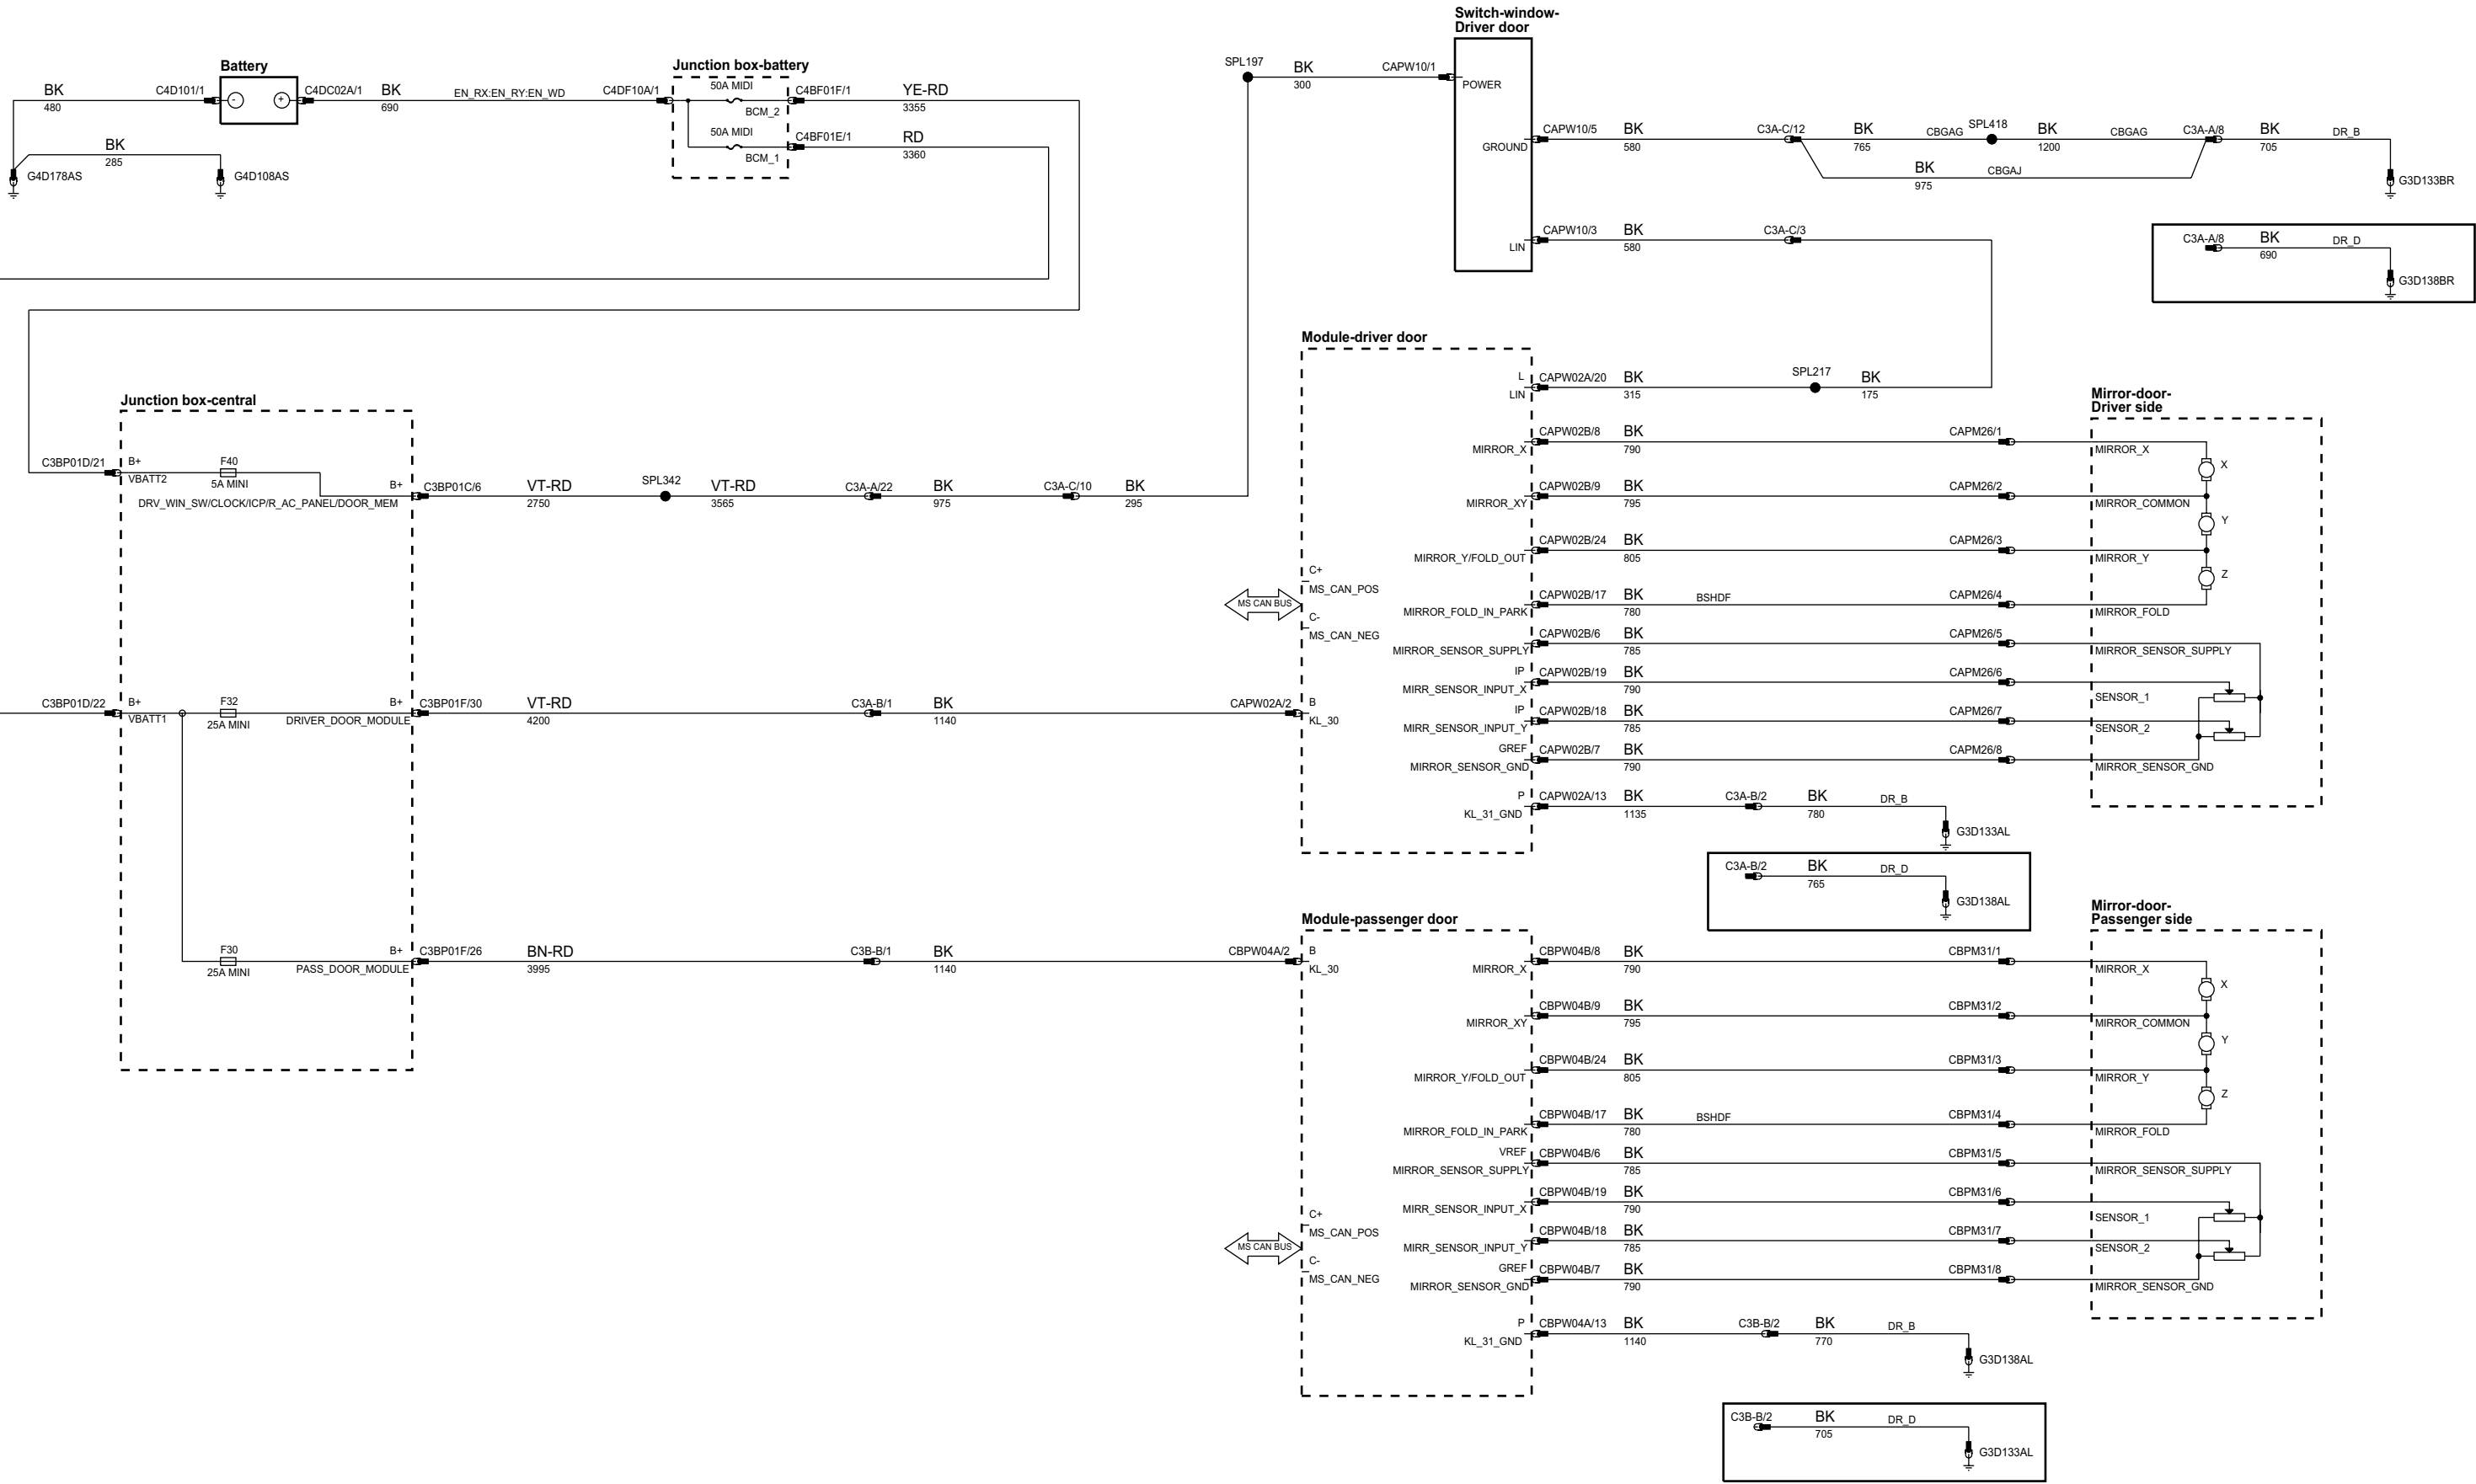 Switch-window-
Driver door
Battery
Junction box-battery
SPL197
BK
300
CAPW10/1
POWER
BK
480
C4D101/1
-
+
C4DC02A/1
BK
690
EN_RX:EN_RY:EN_WD
C4DF10A/1
50A MIDI
BCM_2
C4BF01F/1
YE-RD
3355
50A MIDI
BCM_1
C4BF01E/1
RD
3360
BK
285
G4D178AS
G4D108AS
GROUND
CAPW10/5
BK
580
C3A-C/12
BK
765
CBGAG
SPL418
BK
1200
CBGAG
C3A-A/8
BK
705
DR_B
BK
975
CBGAJ
G3D133BR
LIN
CAPW10/3
BK
580
C3A-C/3
C3A-A/8
BK
690
DR_D
G3D138BR
Module-driver door
L
LIN
CAPW02A/20
BK
315
SPL217
BK
175
Junction box-central
Mirror-door-
Driver side
C3BP01D/21
B+
VBATT2
F40
5A MINI
B+
DRV_WIN_SW/CLOCK/ICP/R_AC_PANEL/DOOR_MEM
C3BP01C/6
VT-RD
2750
SPL342
VT-RD
3565
C3A-A/22
BK
975
C3A-C/10
BK
295
MIRROR_X
CAPW02B/8
BK
790
CAPM26/1
MIRROR_X
X
MIRROR_XY
CAPW02B/9
BK
795
CAPM26/2
MIRROR_COMMON
Y
MIRROR_Y/FOLD_OUT
CAPW02B/24
BK
805
CAPM26/3
MIRROR_Y
Z
MS CAN BUS
C+
MS_CAN_POS
C-
MS_CAN_NEG
MIRROR_FOLD_IN_PARK
CAPW02B/17
BK
780
BSHDF
CAPM26/4
MIRROR_FOLD
MIRROR_SENSOR_SUPPLY
CAPW02B/6
BK
785
CAPM26/5
MIRROR_SENSOR_SUPPLY
IP
MIRR_SENSOR_INPUT_X
CAPW02B/19
BK
790
CAPM26/6
SENSOR_1
C3BP01D/22
B+
VBATT1
F32
25A MINI
B+
DRIVER_DOOR_MODULE
C3BP01F/30
VT-RD
4200
C3A-B/1
BK
1140
CAPW02A/2
B
KL_30
IP
MIRR_SENSOR_INPUT_Y
CAPW02B/18
BK
785
CAPM26/7
SENSOR_2
GREF
MIRROR_SENSOR_GND
CAPW02B/7
BK
790
CAPM26/8
MIRROR_SENSOR_GND
P
KL_31_GND
CAPW02A/13
BK
1135
C3A-B/2
BK
780
DR_B
G3D133AL
C3A-B/2
BK
765
DR_D
G3D138AL
Module-passenger door
Mirror-door-
Passenger side
F30
25A MINI
B+
PASS_DOOR_MODULE
C3BP01F/26
BN-RD
3995
C3B-B/1
BK
1140
CBPW04A/2
B
KL_30
MIRROR_X
CBPW04B/8
BK
790
CBPM31/1
MIRROR_X
X
MIRROR_XY
CBPW04B/9
BK
795
CBPM31/2
MIRROR_COMMON
Y
MIRROR_Y/FOLD_OUT
CBPW04B/24
BK
805
CBPM31/3
MIRROR_Y
Z
MIRROR_FOLD_IN_PARK
CBPW04B/17
BK
780
BSHDF
CBPM31/4
MIRROR_FOLD
VREF
MIRROR_SENSOR_SUPPLY
CBPW04B/6
BK
785
CBPM31/5
MIRROR_SENSOR_SUPPLY
MIRR_SENSOR_INPUT_X
CBPW04B/19
BK
790
CBPM31/6
SENSOR_1
MS CAN BUS
C+
MS_CAN_POS
C-
MS_CAN_NEG
MIRR_SENSOR_INPUT_Y
CBPW04B/18
BK
785
CBPM31/7
SENSOR_2
GREF
MIRROR_SENSOR_GND
CBPW04B/7
BK
790
CBPM31/8
MIRROR_SENSOR_GND
P
KL_31_GND
CBPW04A/13
BK
1140
C3B-B/2
BK
770
DR_B
G3D138AL
C3B-B/2
BK
705
DR_D
G3D133AL